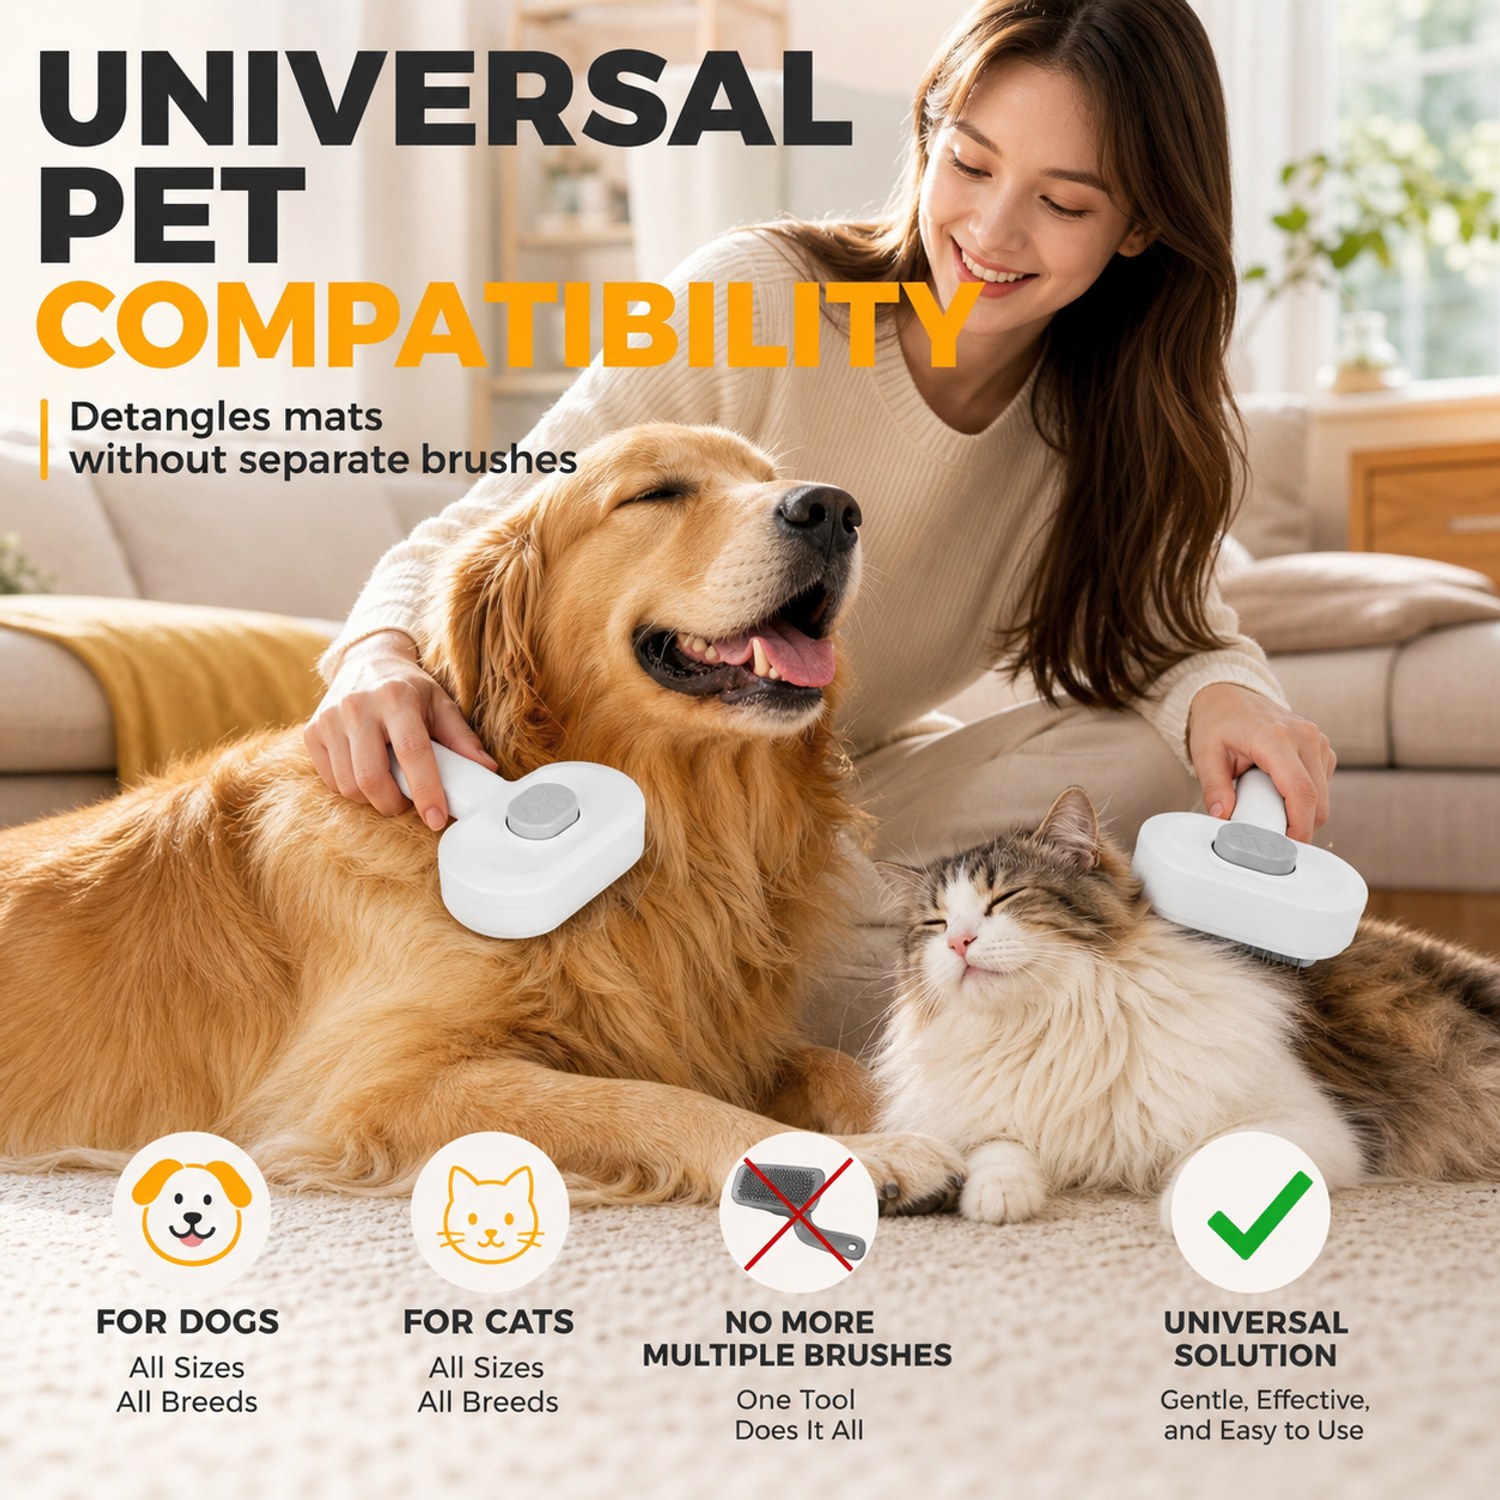 UNIVERSAL
PET
COMPATIBILITY
Detangles mats
without separate brushes
FOR DOGS
All Sizes
All Breeds
FOR CATS
All Sizes
All Breeds
NO MORE
MULTIPLE BRUSHES
One Tool
Does It All
UNIVERSAL
SOLUTION
Gentle, Effective,
and Easy to Use